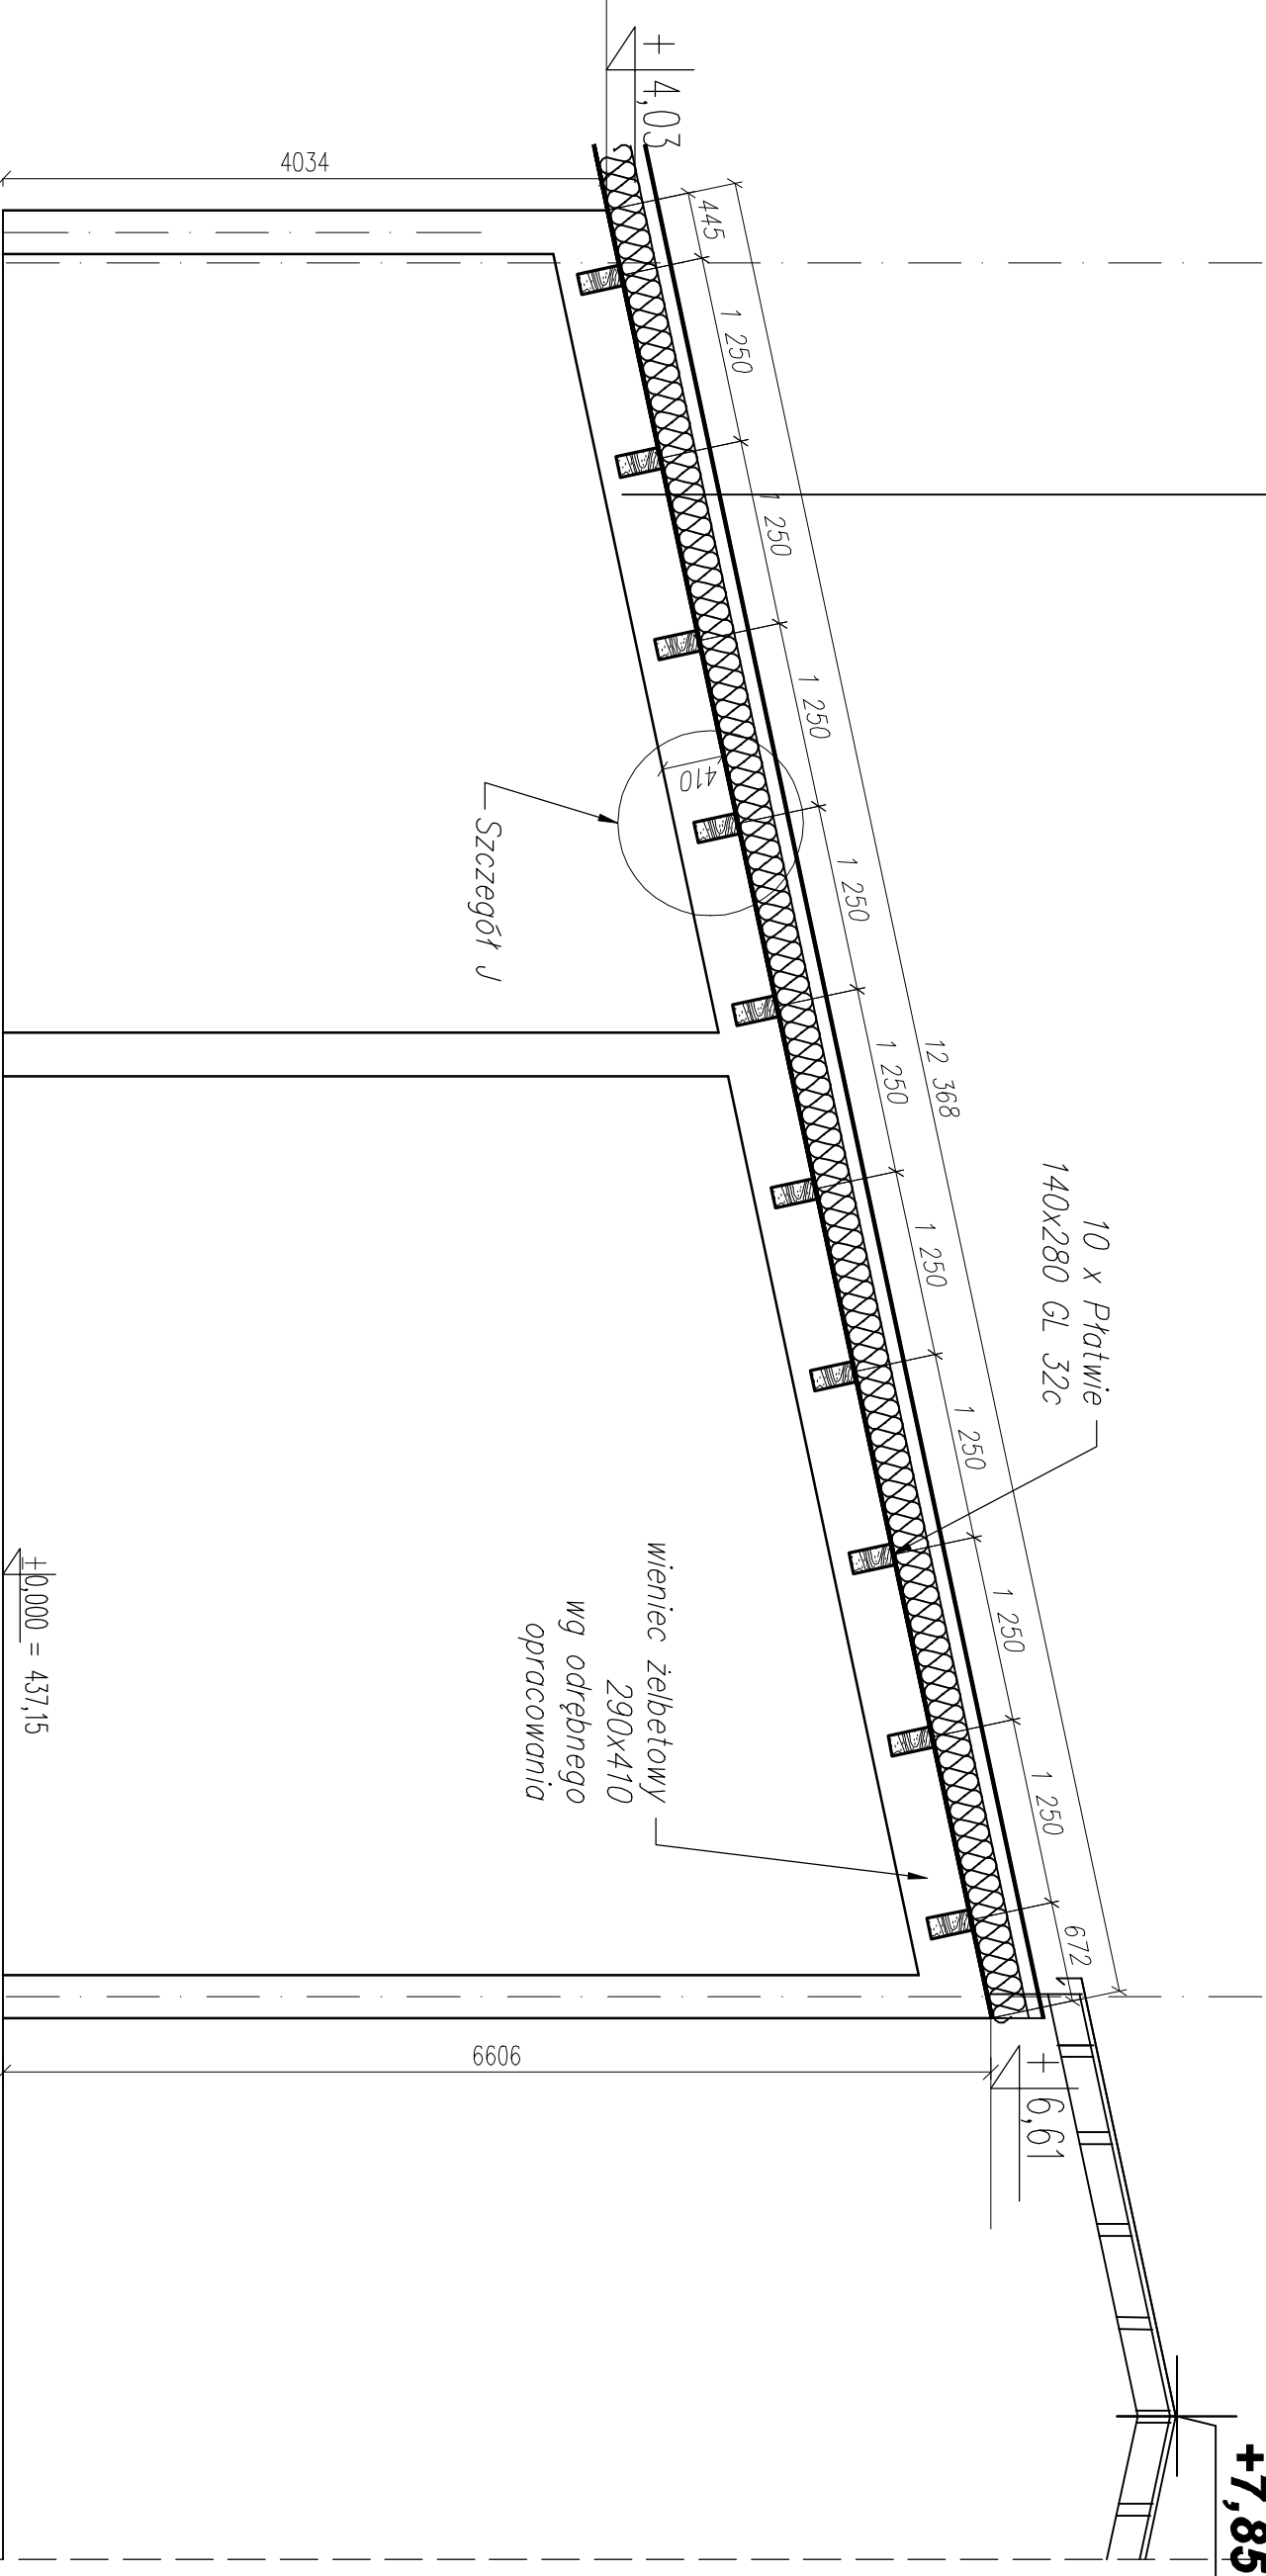 + 4,03
4034
445
1 250
1 250
1 250
1 250
1 250
1 250
1 250
1 250
1 250
672
12 368
410
Szczegół J
10 x Płatwie
140x280 GL 32c
wieniec żelbetowy
290x410
wg odrębnego
opracowania
±0,000 = 437,15
6606
+ 6,61
+7,85